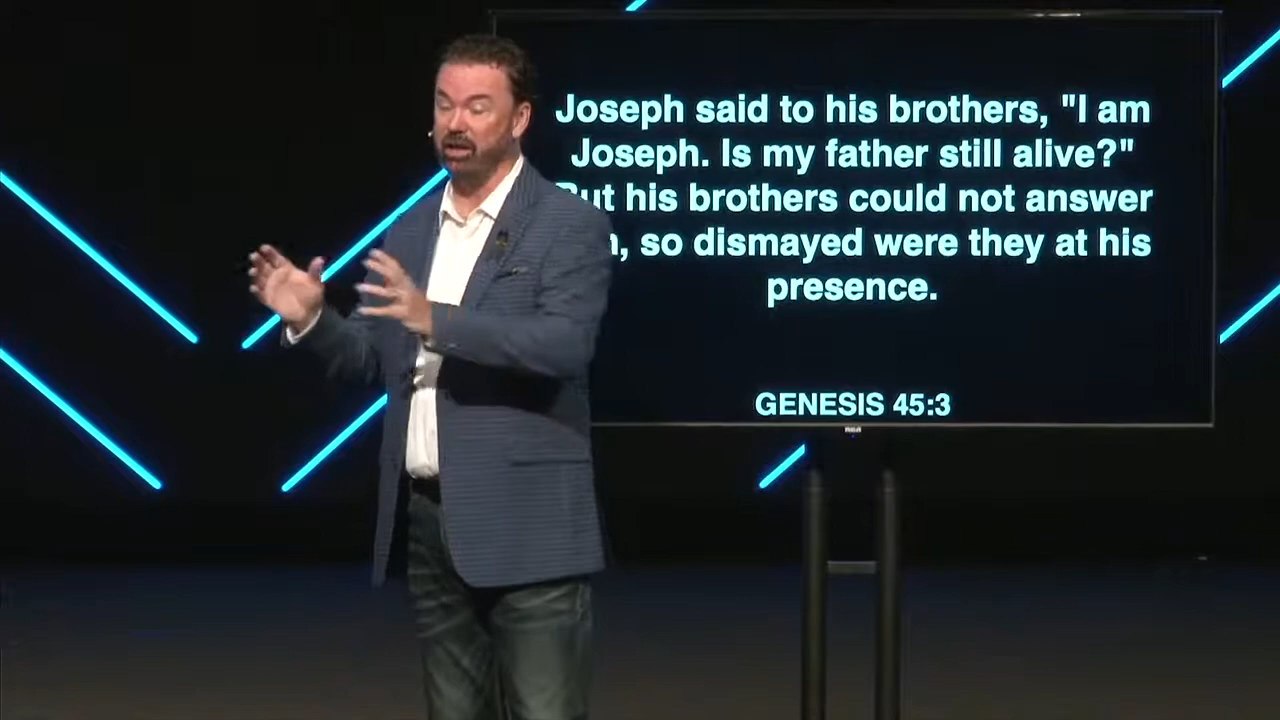 Joseph said to his brothers, "I am
Joseph. Is my father still alive?"
his brothers could not answer
so dismayed were they at his
presence.
GENESIS 45:3
RCA